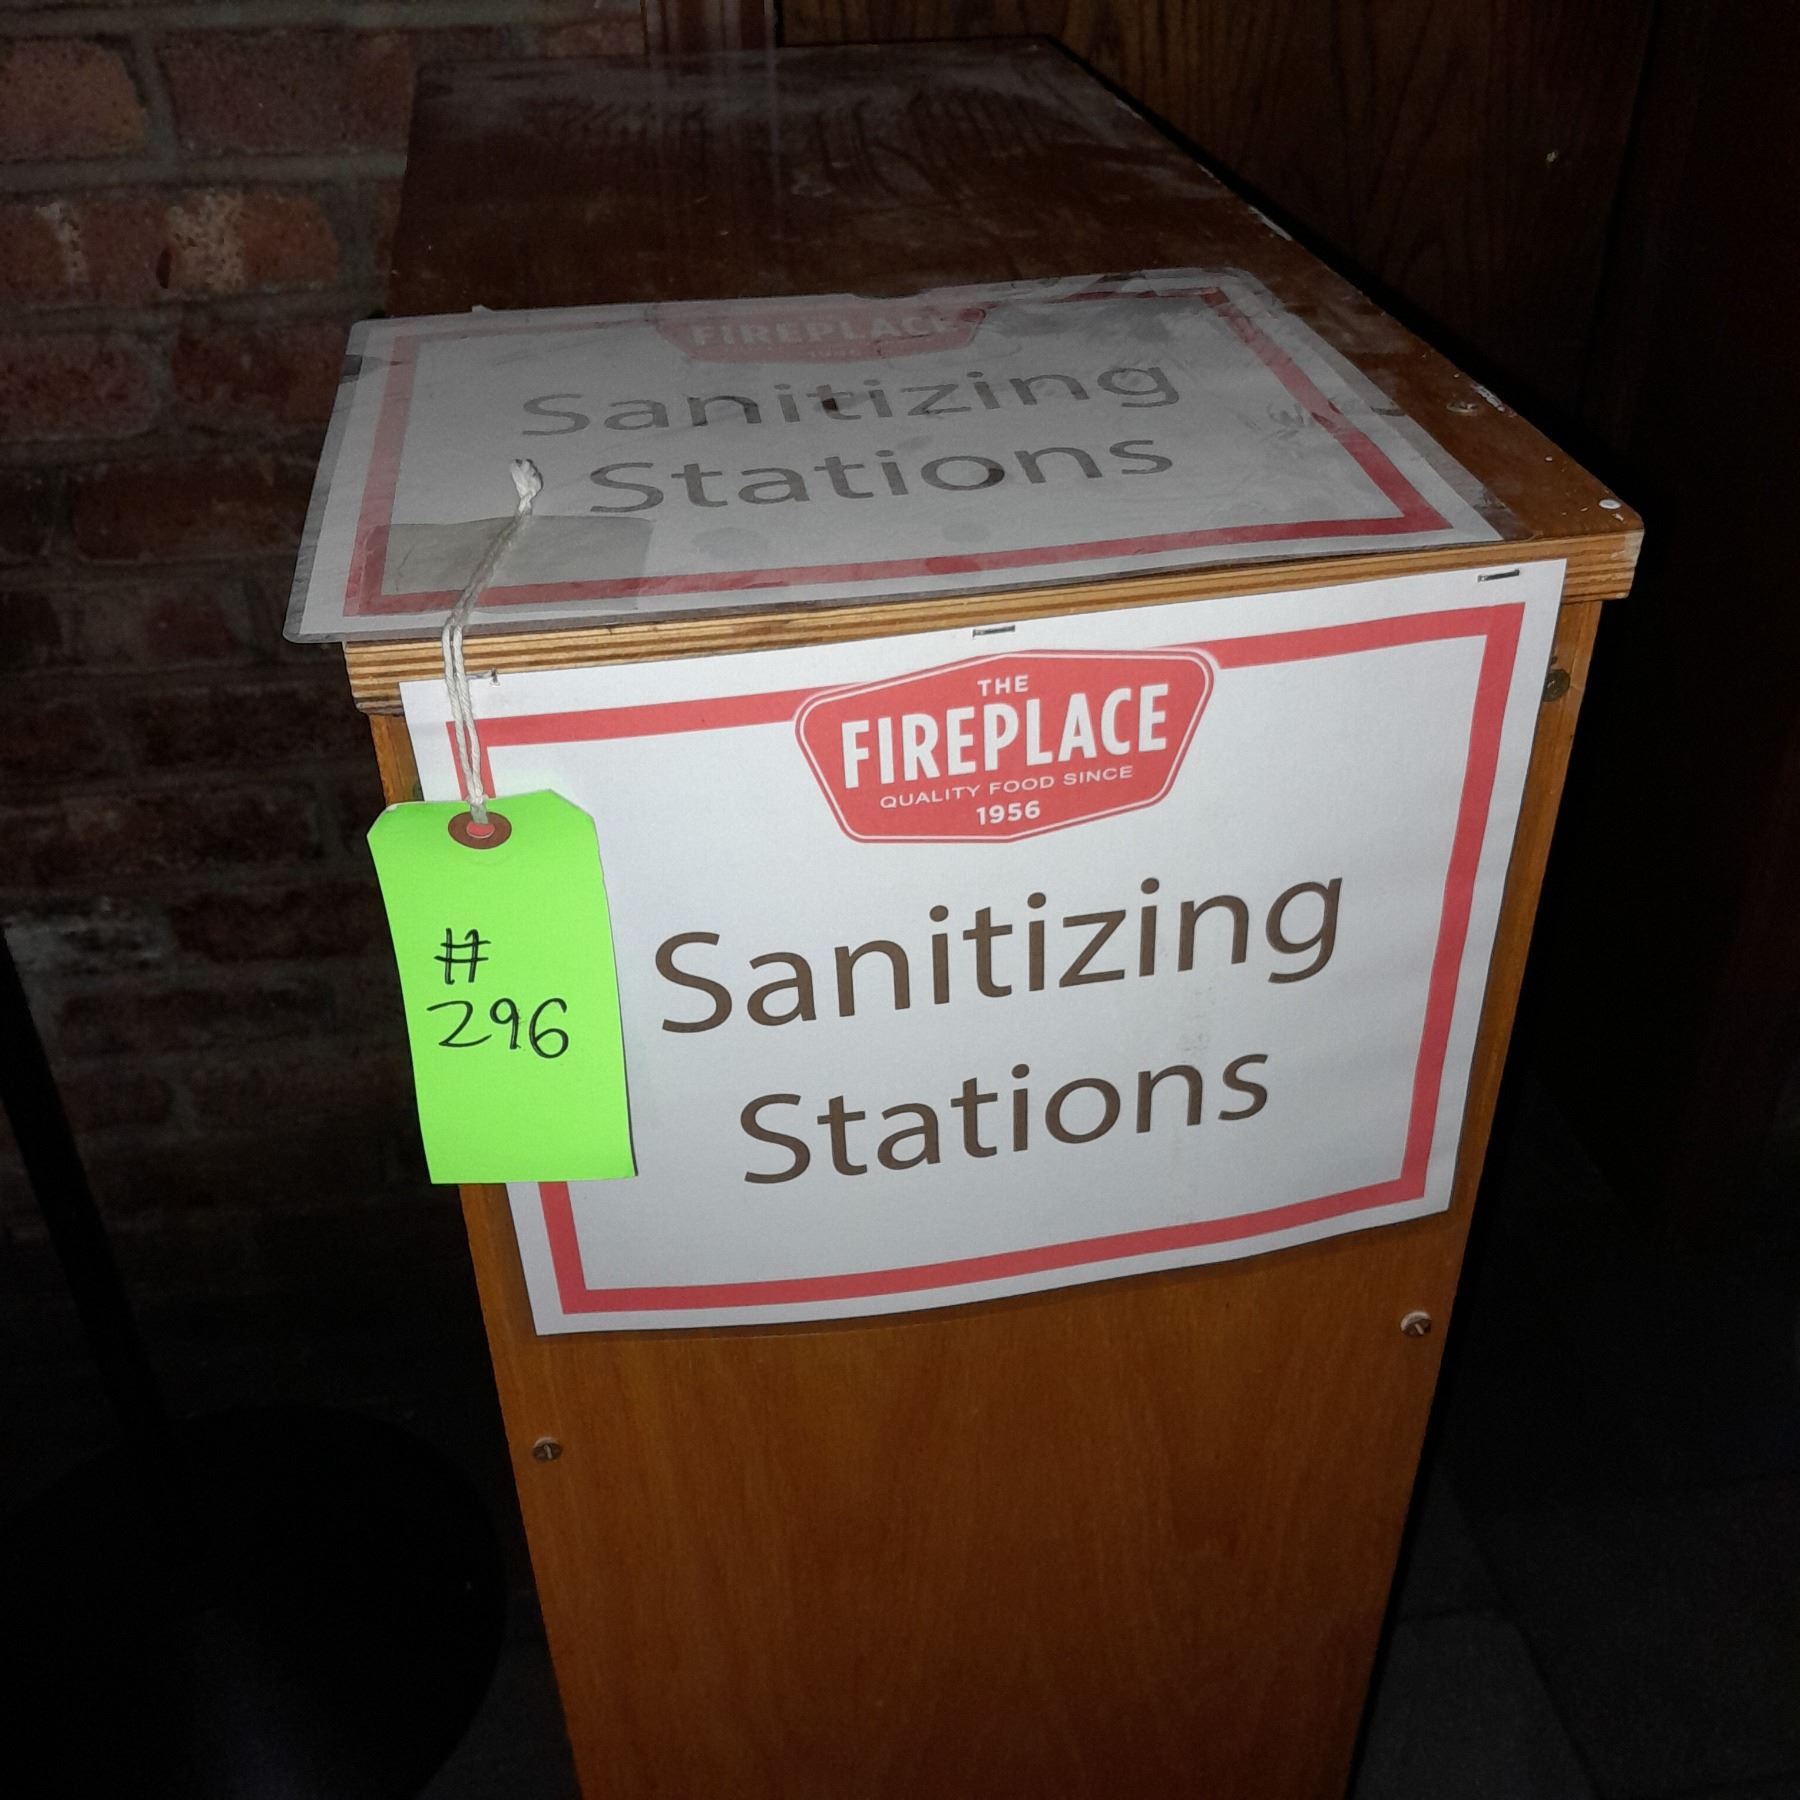 FIREPLACE
Sanitizing
Stations
THE
FIREPLACE
QUALITY FOOD SINCE
1956
Sanitizing
Stations
#
296